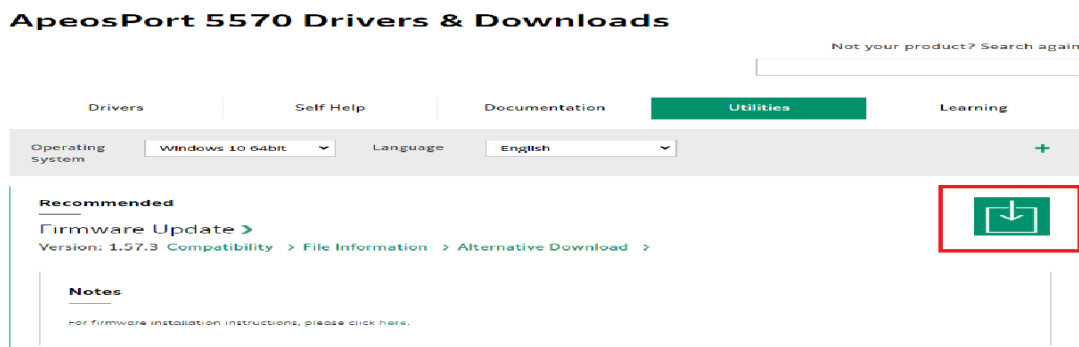 ApeosPort 5570 Drivers & Downloads
Not your product? Search again
Drivers Self Help Documentation Utilities Learning
Operating System Windows 10 64bit Language English +
Recommended
Firmware Update >
Version: 1.57.3 Compatibility > File Information > Alternative Download >
Notes
For firmware installation instructions, please click here.